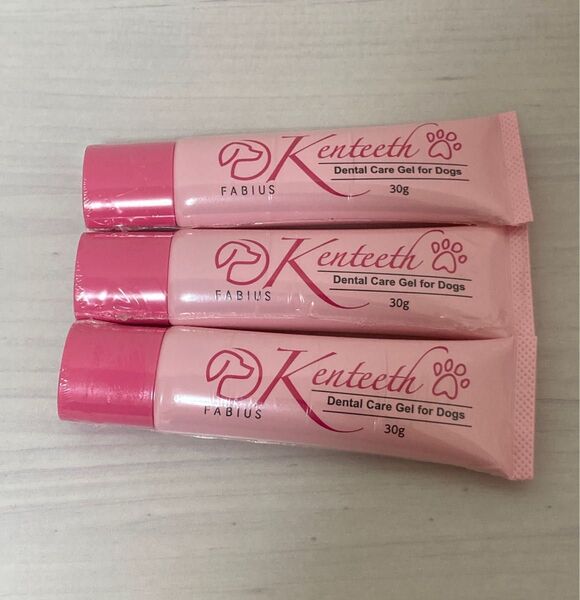 Kenteeth
Dental Care Gel for Dogs
FABIUS
30g
Kenteeth
Dental Care Gel for Dogs
FABIUS
30g
Kenteeth
Dental Care Gel for Dogs
FABIUS
30g